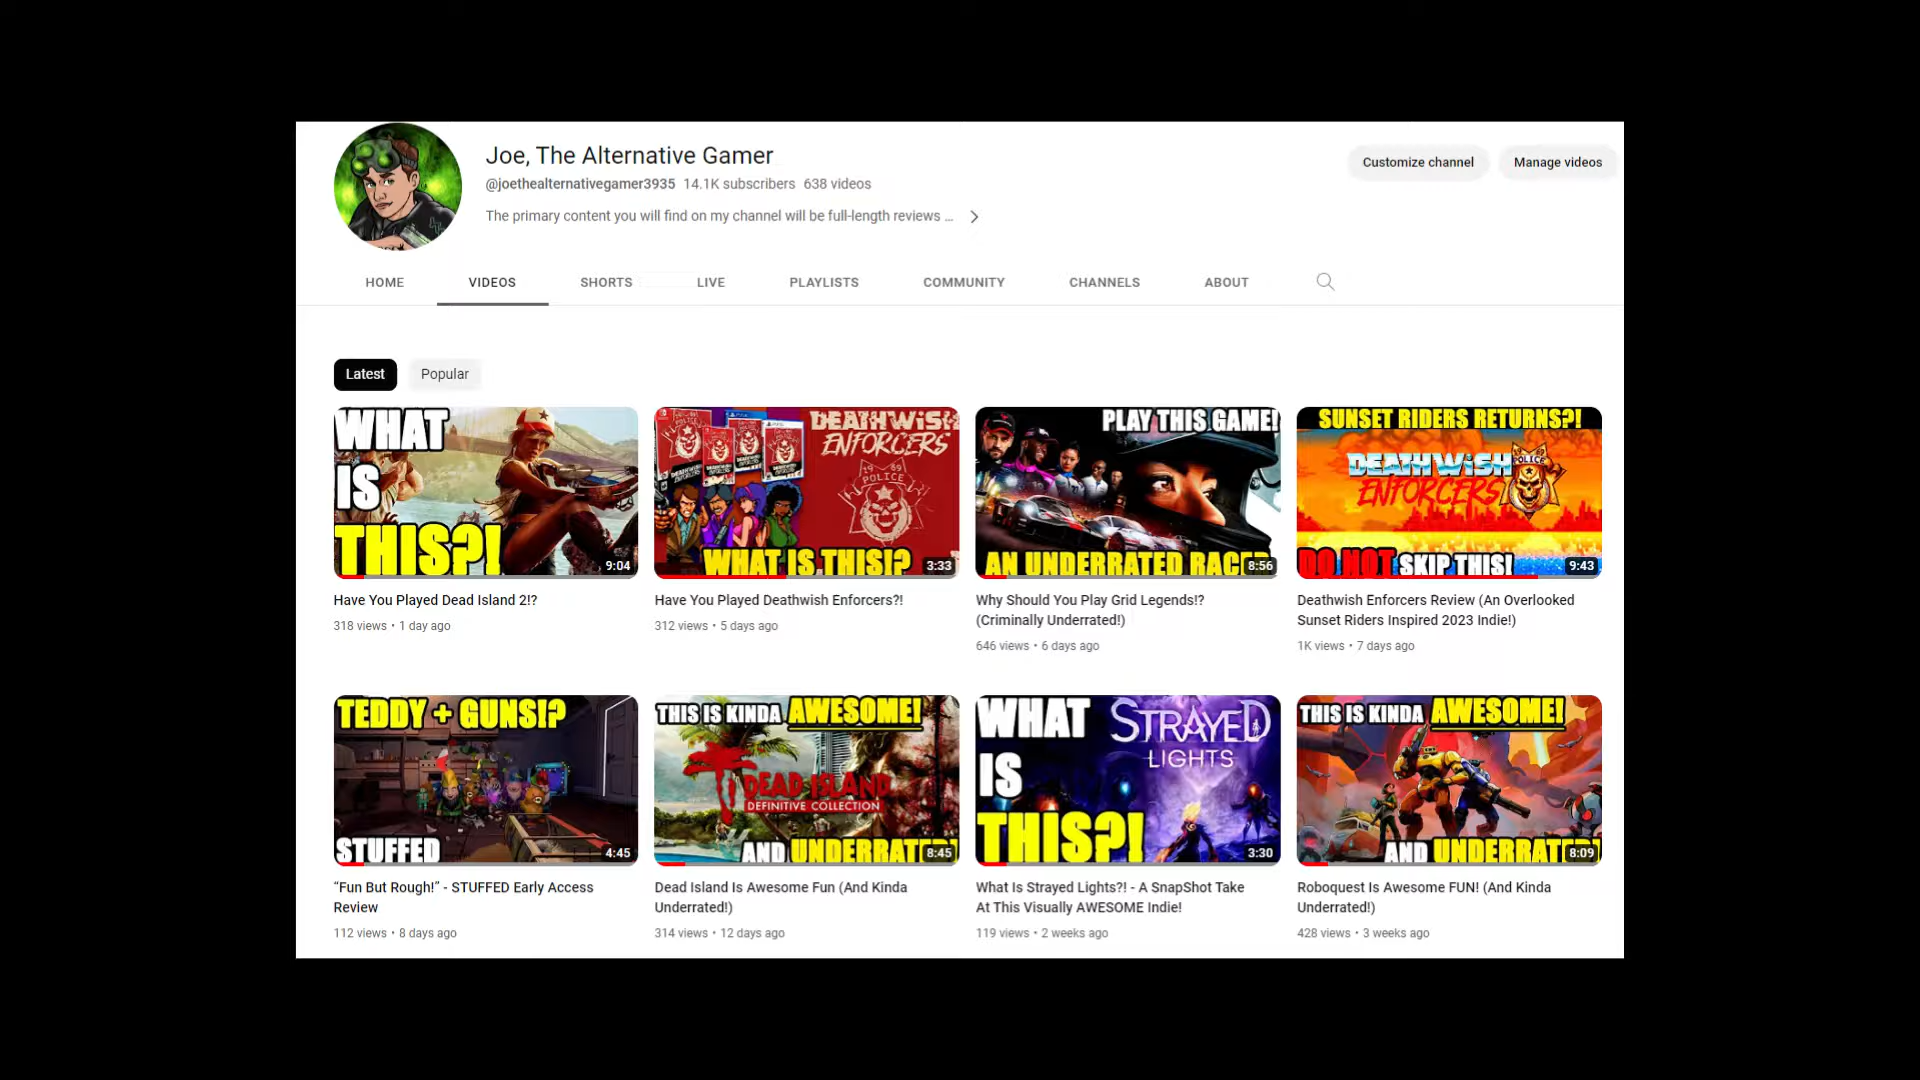 Joe, The Alternative Gamer
@joethealternativegamer3935 14.1K subscribers 638 videos
The primary content you will find on my channel will be full-length reviews ...
Customize channel
Manage videos
HOME
VIDEOS
SHORTS
LIVE
PLAYLISTS
COMMUNITY
CHANNELS
ABOUT
Latest
Popular
WHAT
IS
THIS?!
9:04
Have You Played Dead Island 2!?
318 views • 1 day ago
DEATHWISH
ENFORCERS
89
POLICE
WHAT IS THIS!?
3:33
Have You Played Deathwish Enforcers?!
312 views • 5 days ago
PLAY THIS GAME!
AN UNDERRATED RACER
8:56
Why Should You Play Grid Legends!?
(Criminally Underrated!)
646 views • 6 days ago
SUNSET RIDERS RETURNS?!
DEATHWISH
ENFORCERS
POLICE
DO NOT SKIP THIS!
9:43
Deathwish Enforcers Review (An Overlooked
Sunset Riders Inspired 2023 Indie!)
1K views • 7 days ago
TEDDY + GUNS!?
STUFFED
4:45
“Fun But Rough!” - STUFFED Early Access
Review
112 views • 8 days ago
THIS IS KINDA AWESOME!
DEAD ISLAND
DEFINITIVE COLLECTION
AND UNDERRATED!
8:45
Dead Island Is Awesome Fun (And Kinda
Underrated!)
314 views • 12 days ago
WHAT
IS
THIS?!
STRAYED
LIGHTS
3:30
What Is Strayed Lights?! - A SnapShot Take
At This Visually AWESOME Indie!
119 views • 2 weeks ago
THIS IS KINDA AWESOME!
AND UNDERRATED!
8:09
Roboquest Is Awesome FUN! (And Kinda
Underrated!)
428 views • 3 weeks ago